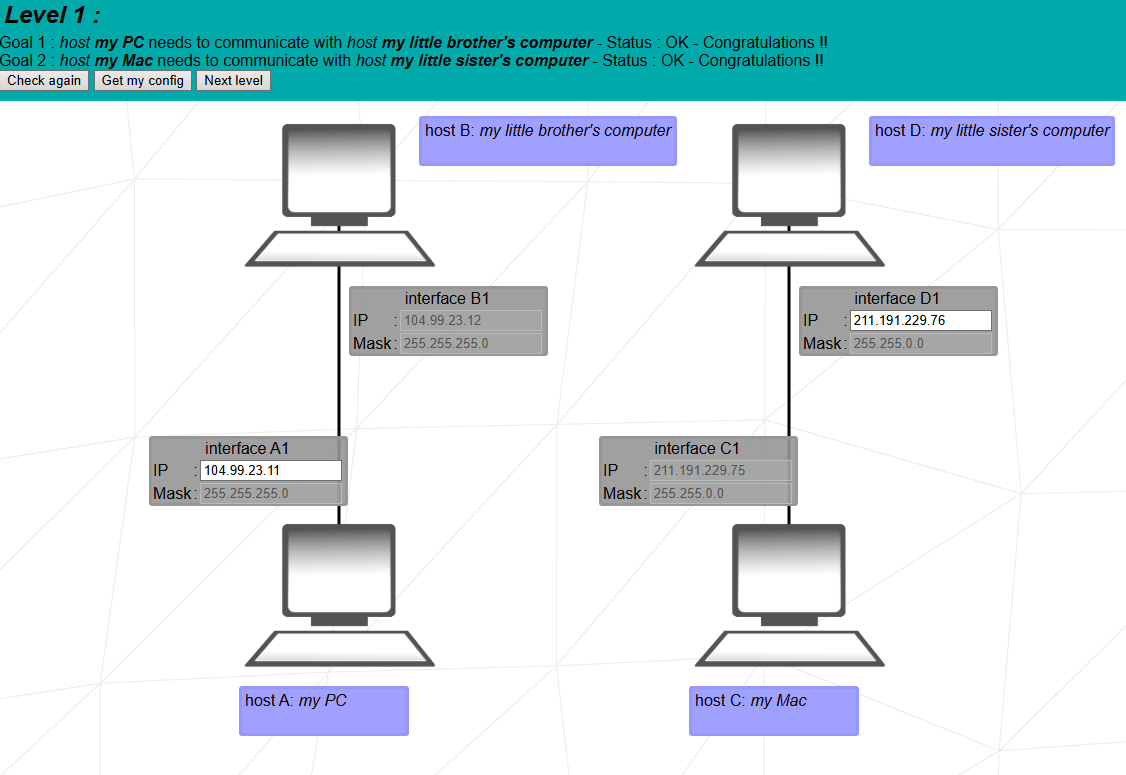 Level 1 :
Goal 1 : host my PC needs to communicate with host my little brother's computer - Status : OK - Congratulations !!
Goal 2 : host my Mac needs to communicate with host my little sister's computer - Status : OK - Congratulations !!
Check again Get my config Next level
host B: my little brother's computer
host D: my little sister's computer
interface B1
IP : 104.99.23.12
Mask : 255.255.255.0
interface D1
IP : 211.191.229.76
Mask : 255.255.0.0
interface A1
IP : 104.99.23.11
Mask : 255.255.255.0
interface C1
IP : 211.191.229.75
Mask : 255.255.0.0
host A: my PC
host C: my Mac